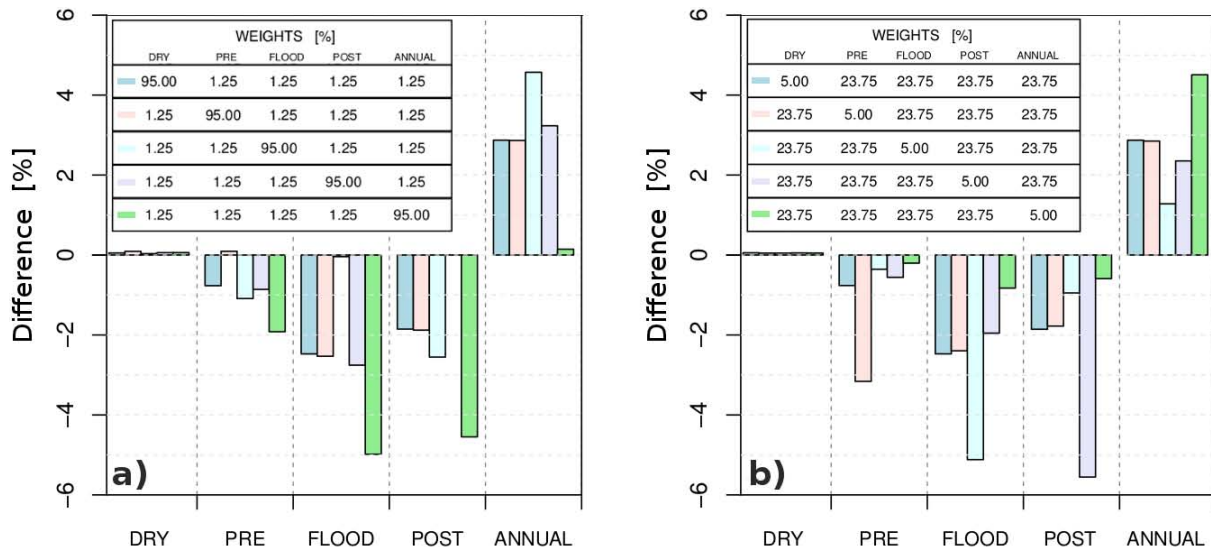 WEIGHTS [%]
DRY PRE FLOOD POST ANNUAL
95.00 1.25 1.25 1.25 1.25
1.25 95.00 1.25 1.25 1.25
1.25 1.25 95.00 1.25 1.25
1.25 1.25 1.25 95.00 1.25
1.25 1.25 1.25 1.25 95.00
Difference [%]
6
4
2
0
−2
−4
−6
a)
DRY PRE FLOOD POST ANNUAL
WEIGHTS [%]
DRY PRE FLOOD POST ANNUAL
5.00 23.75 23.75 23.75 23.75
23.75 5.00 23.75 23.75 23.75
23.75 23.75 5.00 23.75 23.75
23.75 23.75 23.75 5.00 23.75
23.75 23.75 23.75 23.75 5.00
Difference [%]
6
4
2
0
−2
−4
−6
b)
DRY PRE FLOOD POST ANNUAL